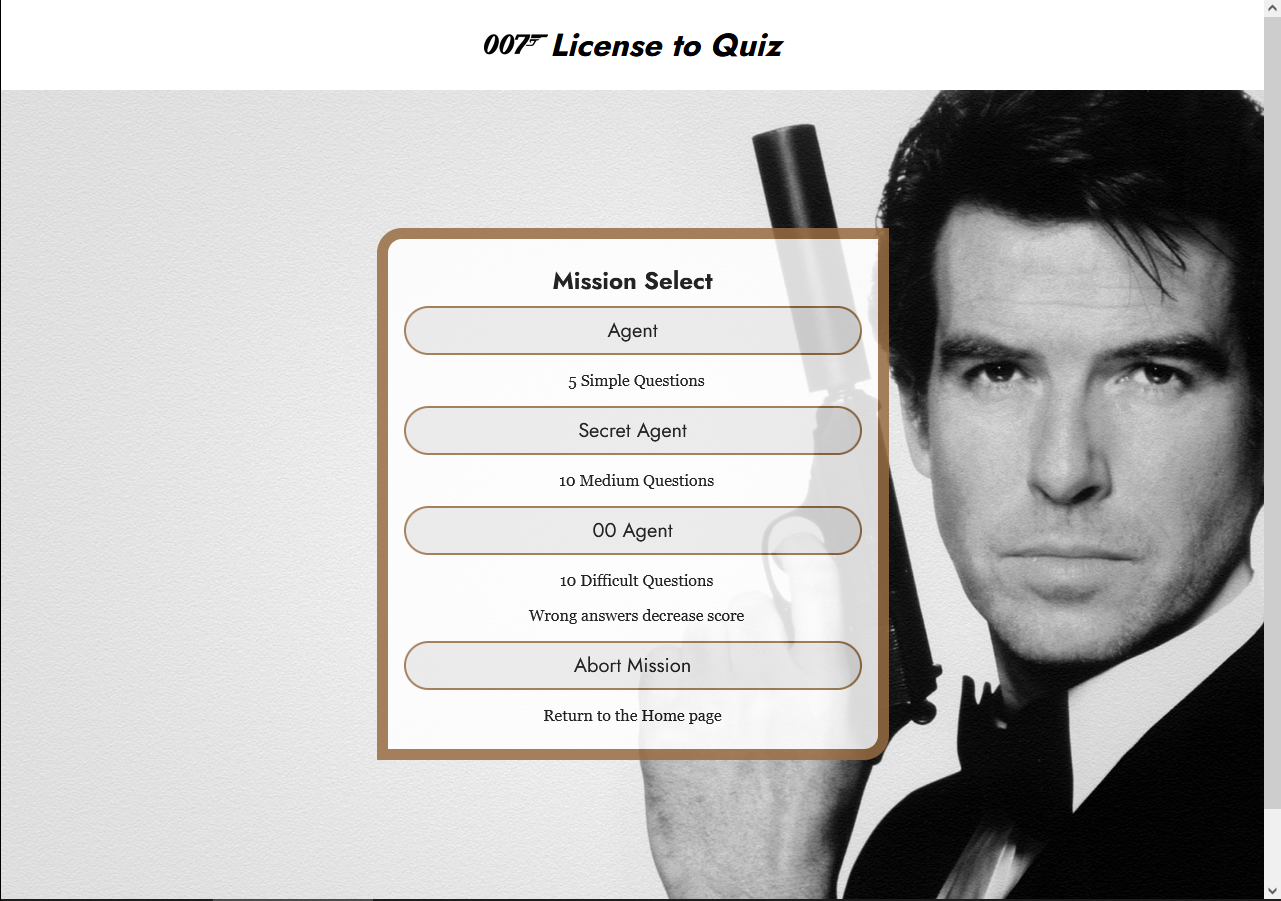 007 License to Quiz
Mission Select
Agent
5 Simple Questions
Secret Agent
10 Medium Questions
00 Agent
10 Difficult Questions
Wrong answers decrease score
Abort Mission
Return to the Home page